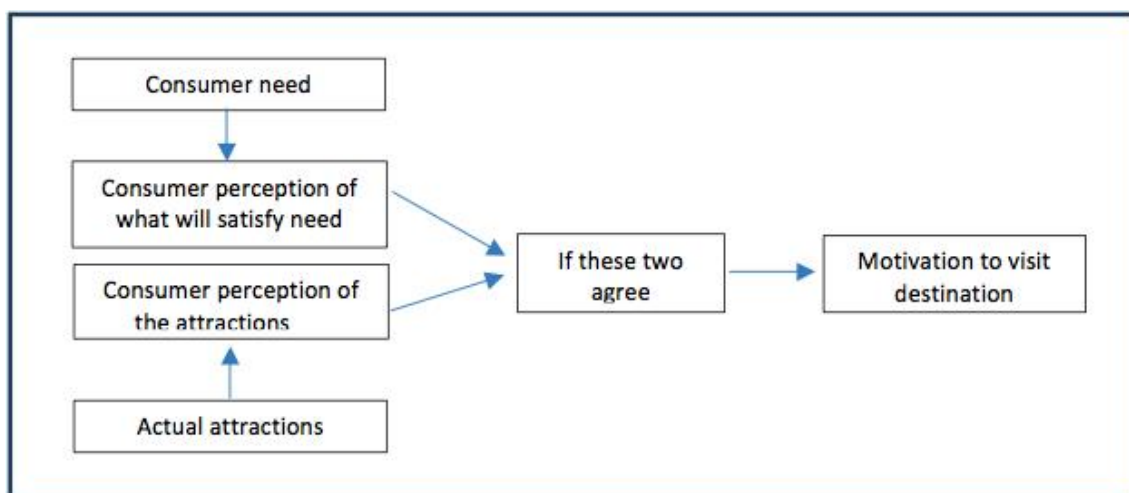 Consumer need
Consumer perception of
what will satisfy need
Consumer perception of
the attractions
Actual attractions
If these two
agree
Motivation to visit
destination